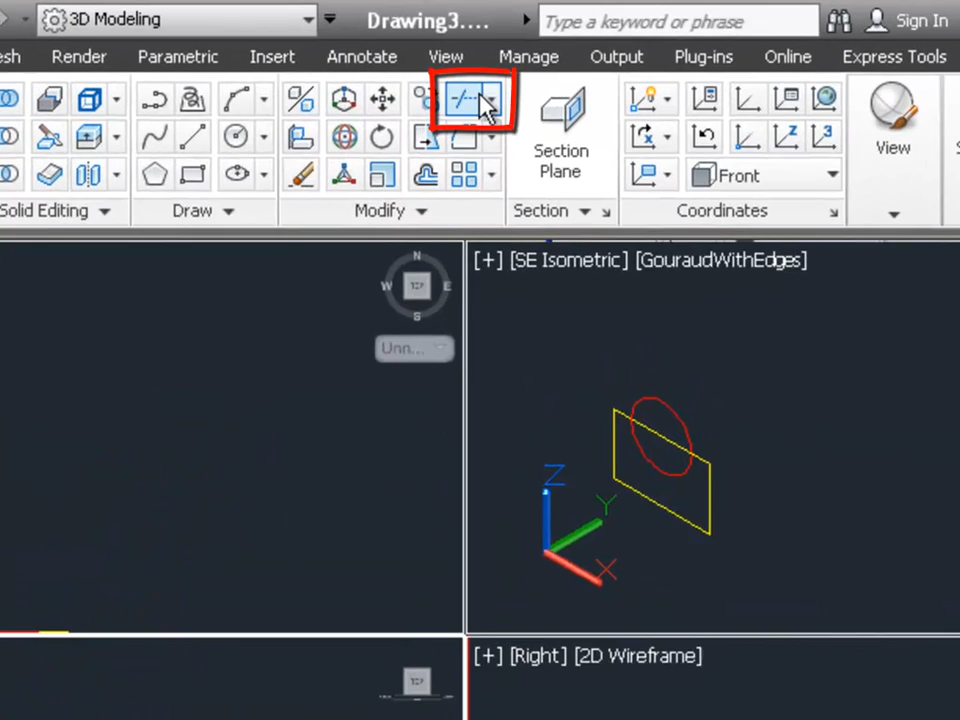 3D Modeling
Drawing3....
Type a keyword or phrase
Sign In
esh Render Parametric Insert Annotate View Manage Output Plug-ins Online Express Tools
Section
Plane
View
Front
Solid Editing Draw Modify Section Coordinates
[+] [SE Isometric] [GouraudWithEdges]
N
W TOP E
S
Unn...
Z
Y
X
[+] [Right] [2D Wireframe]
TOP